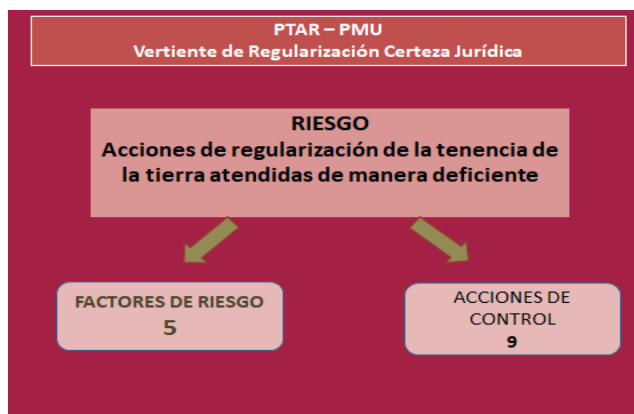 PTAR – PMU
Vertiente de Regularización Certeza Jurídica
RIESGO
Acciones de regularización de la tenencia de
la tierra atendidas de manera deficiente
FACTORES DE RIESGO
5
ACCIONES DE
CONTROL
9